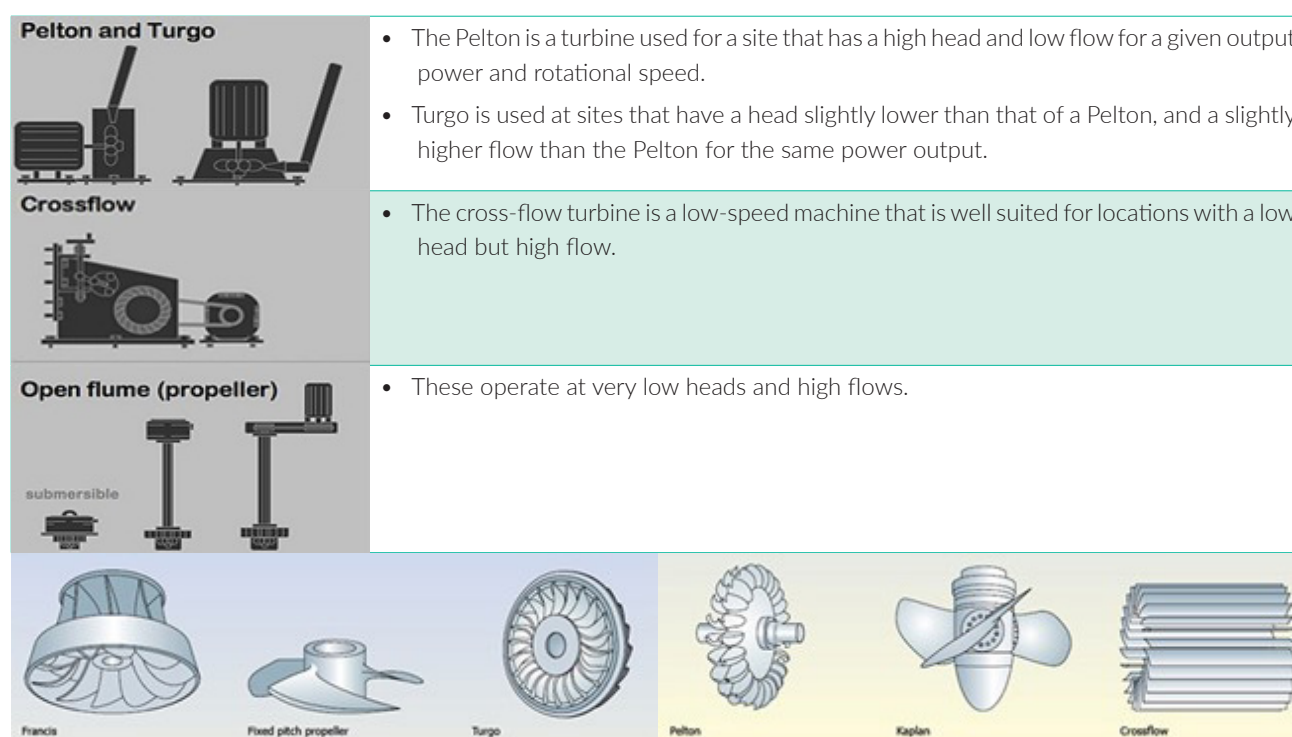 Pelton and Turgo
• The Pelton is a turbine used for a site that has a high head and low flow for a given output
power and rotational speed.
• Turgo is used at sites that have a head slightly lower than that of a Pelton, and a slightly
higher flow than the Pelton for the same power output.
Crossflow
• The cross-flow turbine is a low-speed machine that is well suited for locations with a low
head but high flow.
Open flume (propeller)
• These operate at very low heads and high flows.
submersible
Francis
Fixed pitch propeller
Turgo
Pelton
Kaplan
Crossflow